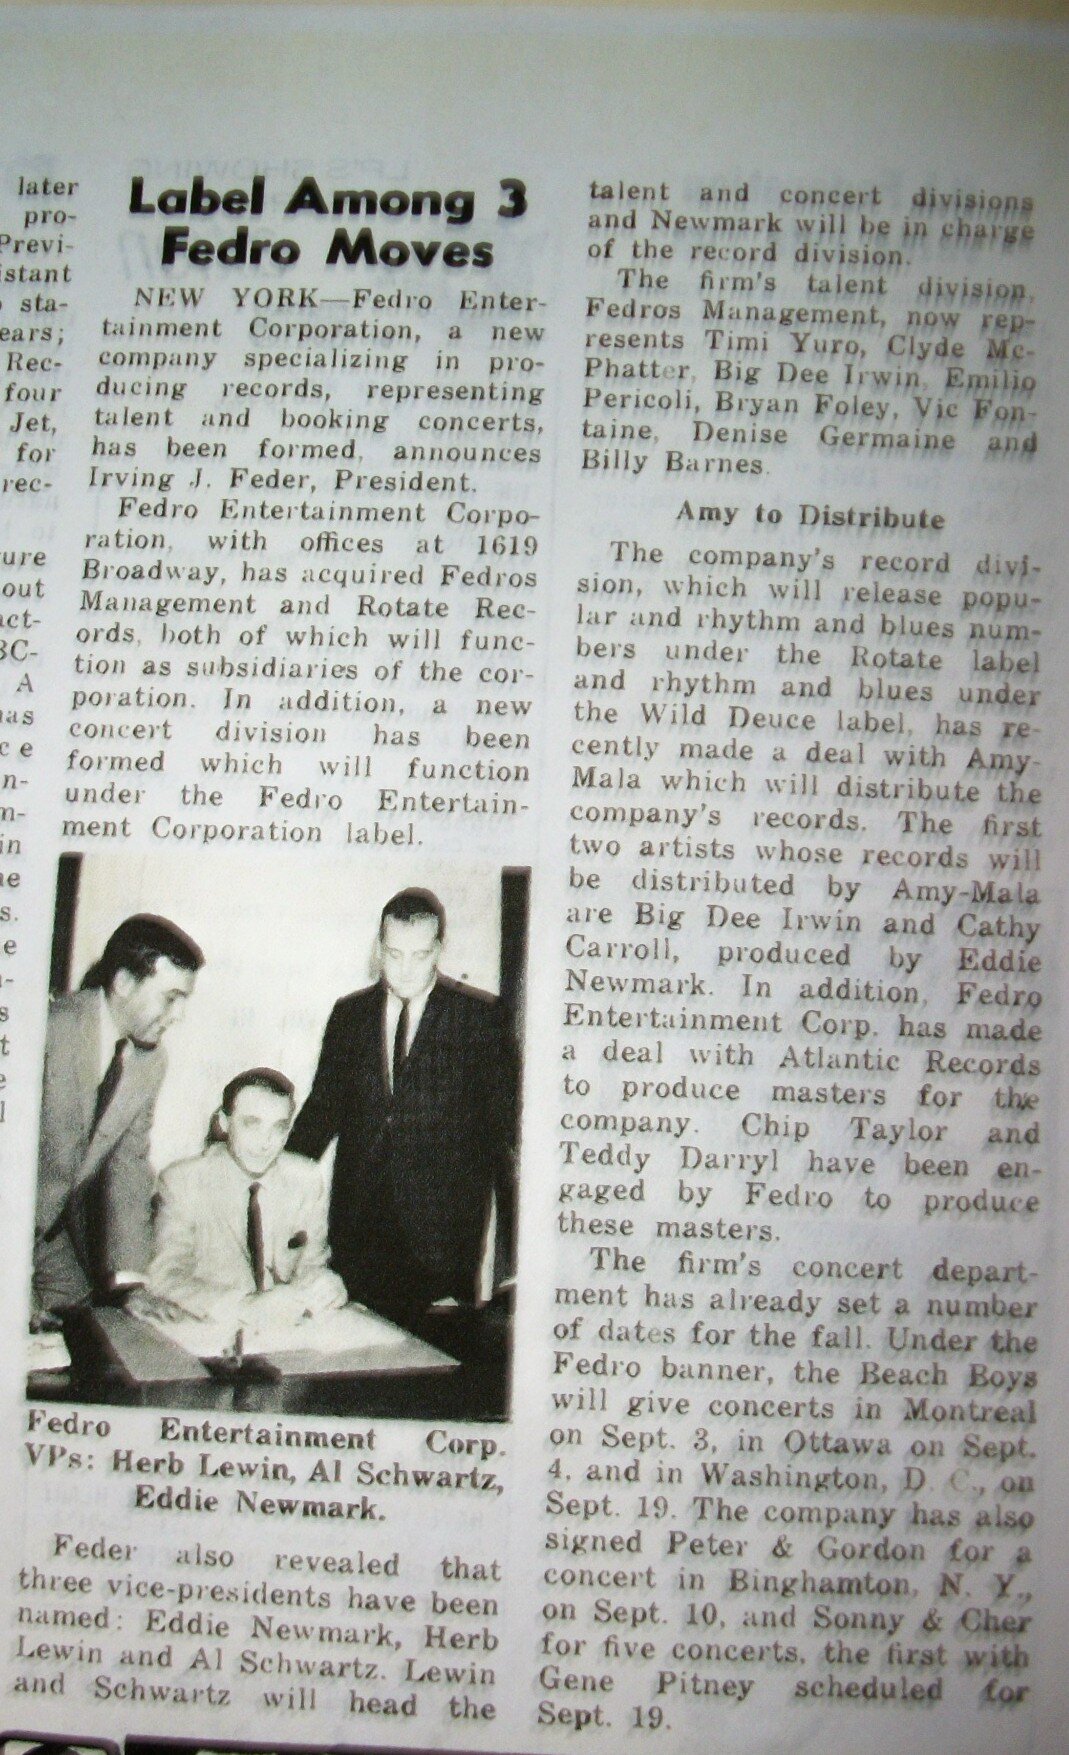 later
pro-
Previ-
istant
sta-
ears;
Rec-
four
Jet,
for
rec-
ure
out
act-
BC-
A
as
ce
n-
m-
in
e
s.
e
s
t
e
Label Among 3
Fedro Moves
NEW YORK—Fedro Enter-
tainment Corporation, a new
company specializing in pro-
ducing records, representing
talent and booking concerts,
has been formed, announces
Irving J. Feder, President.
Fedro Entertainment Corpo-
ration, with offices at 1619
Broadway, has acquired Fedros
Management and Rotate Rec-
ords, both of which will func-
tion as subsidiaries of the cor-
poration. In addition, a new
concert division has been
formed which will function
under the Fedro Entertain-
ment Corporation label.
Fedro Entertainment Corp.
VPs: Herb Lewin, Al Schwartz,
Eddie Newmark.
Feder also revealed that
three vice-presidents have been
named: Eddie Newmark, Herb
Lewin and Al Schwartz. Lewin
and Schwartz will head the
talent and concert divisions
and Newmark will be in charge
of the record division.
The firm's talent division,
Fedros Management, now rep-
resents Timi Yuro, Clyde Mc-
Phatter, Big Dee Irwin, Emilio
Pericoli, Bryan Foley, Vic Fon-
taine, Denise Germaine and
Billy Barnes.
Amy to Distribute
The company's record divi-
sion, which will release popu-
lar and rhythm and blues num-
bers under the Rotate label
and rhythm and blues under
the Wild Deuce label, has re-
cently made a deal with Amy-
Mala which will distribute the
company's records. The first
two artists whose records will
be distributed by Amy-Mala
are Big Dee Irwin and Cathy
Carroll, produced by Eddie
Newmark. In addition, Fedro
Entertainment Corp. has made
a deal with Atlantic Records
to produce masters for the
company. Chip Taylor and
Teddy Darryl have been en-
gaged by Fedro to produce
these masters.
The firm's concert depart-
ment has already set a number
of dates for the fall. Under the
Fedro banner, the Beach Boys
will give concerts in Montreal
on Sept. 3, in Ottawa on Sept.
4, and in Washington, D. C., on
Sept. 19. The company has also
signed Peter & Gordon for a
concert in Binghamton, N. Y.,
on Sept. 10, and Sonny & Cher
for five concerts, the first with
Gene Pitney scheduled for
Sept. 19.